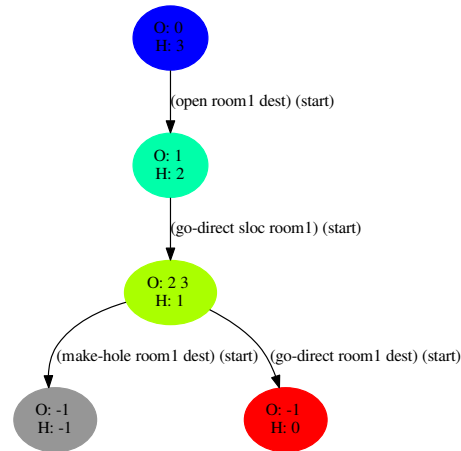 O: 0
H: 3
(open room1 dest) (start)
O: 1
H: 2
(go-direct sloc room1) (start)
O: 2 3
H: 1
(make-hole room1 dest) (start)
(go-direct room1 dest) (start)
O: -1
H: -1
O: -1
H: 0